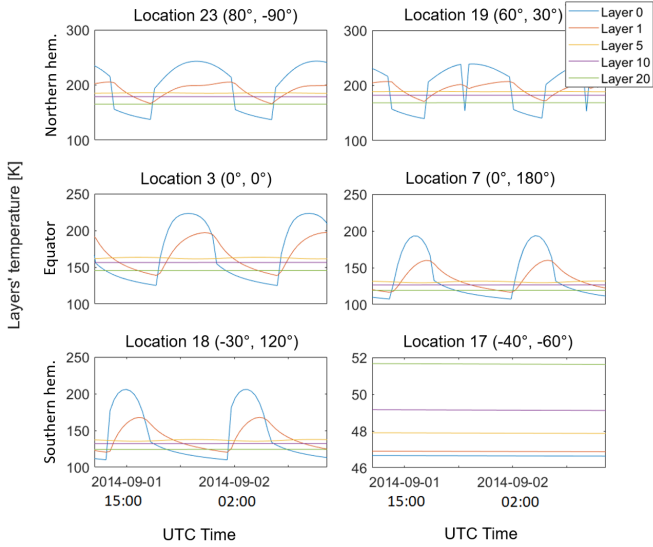 Location 23 (80°, -90°)
Location 19 (60°, 30°)
Layer 0
Layer 1
Layer 5
Layer 10
Layer 20
Northern hem.
300
200
100
300
200
100
Layers' temperature [K]
Location 3 (0°, 0°)
Location 7 (0°, 180°)
Equator
250
200
150
100
250
200
150
100
Location 18 (-30°, 120°)
Location 17 (-40°, -60°)
Southern hem.
250
200
150
100
52
50
48
46
2014-09-01
15:00
2014-09-02
02:00
2014-09-01
15:00
2014-09-02
02:00
UTC Time
UTC Time